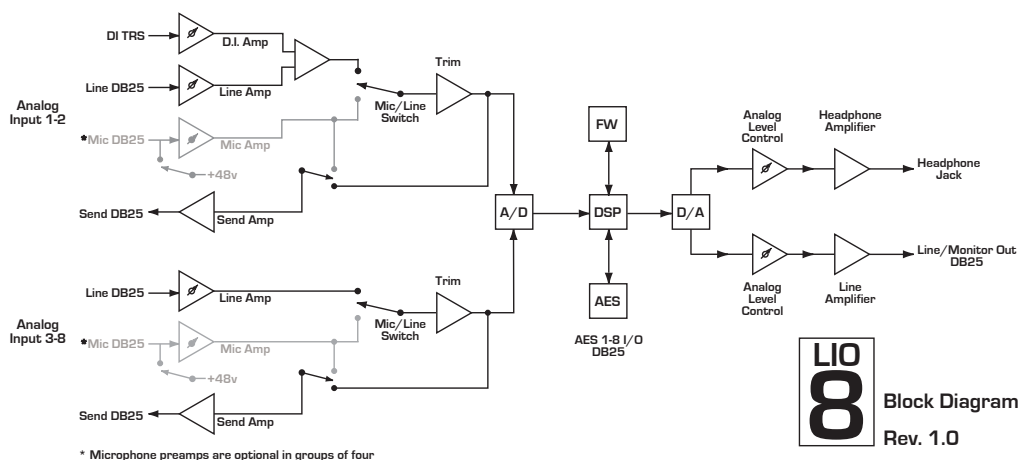 DI TRS
D.I. Amp
Line DB25
Line Amp
Analog
Input 1-2
*Mic DB25
Mic Amp
+48v
Send DB25
Send Amp
Mic/Line
Switch
Trim
Line DB25
Line Amp
Analog
Input 3-8
*Mic DB25
Mic Amp
+48v
Send DB25
Send Amp
Mic/Line
Switch
Trim
A/D
FW
DSP
AES
AES 1-8 I/O
DB25
D/A
Analog
Level
Control
Headphone
Amplifier
Headphone
Jack
Analog
Level
Control
Line
Amplifier
Line/Monitor Out
DB25
LIO
8
Block Diagram
Rev. 1.0
* Microphone preamps are optional in groups of four